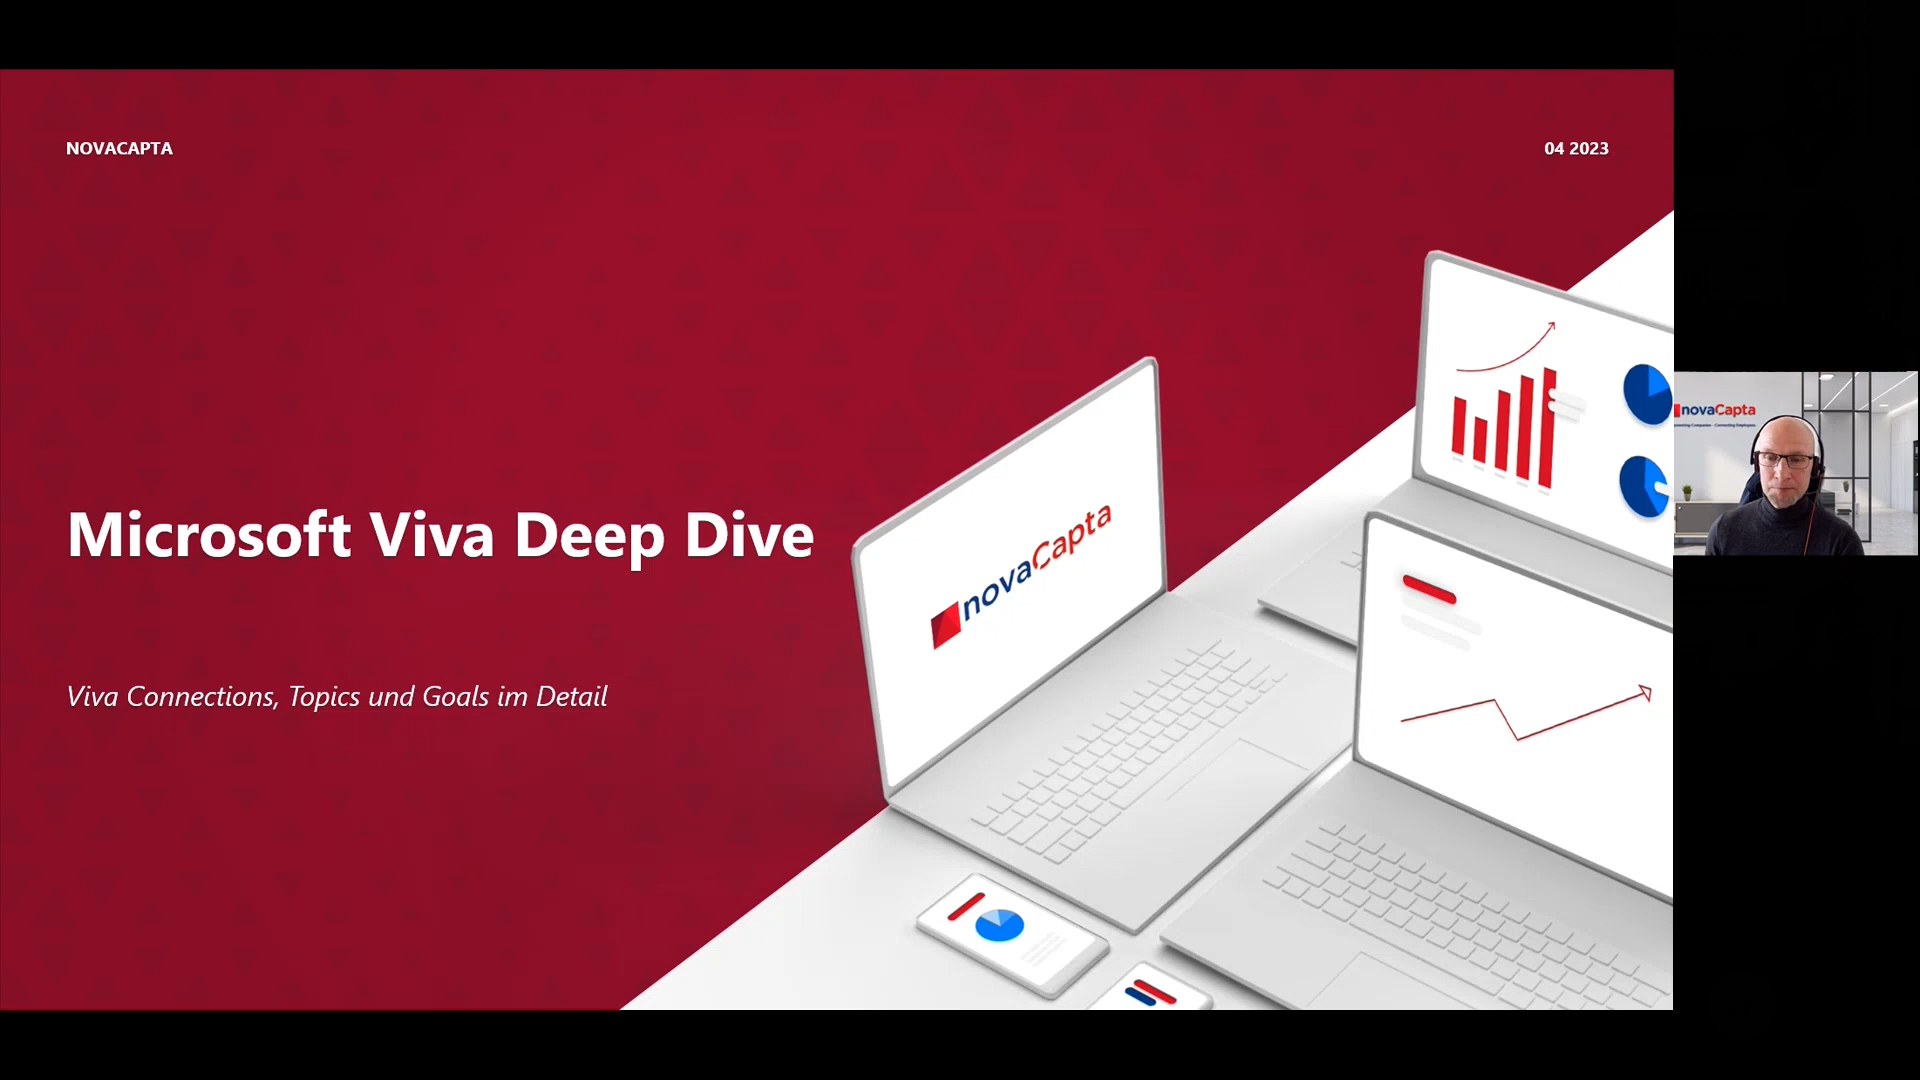 NOVACAPTA
04 2023
Microsoft Viva Deep Dive
Viva Connections, Topics und Goals im Detail
novaCapta
novaCapta